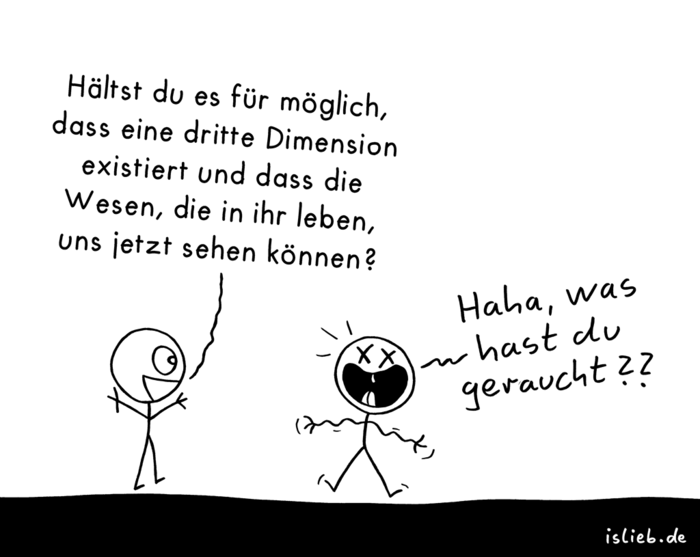 Hältst du es für möglich,
dass eine dritte Dimension
existiert und dass die
Wesen, die in ihr leben,
uns jetzt sehen können?
Haha, was
hast du
geraucht??
islieb.de